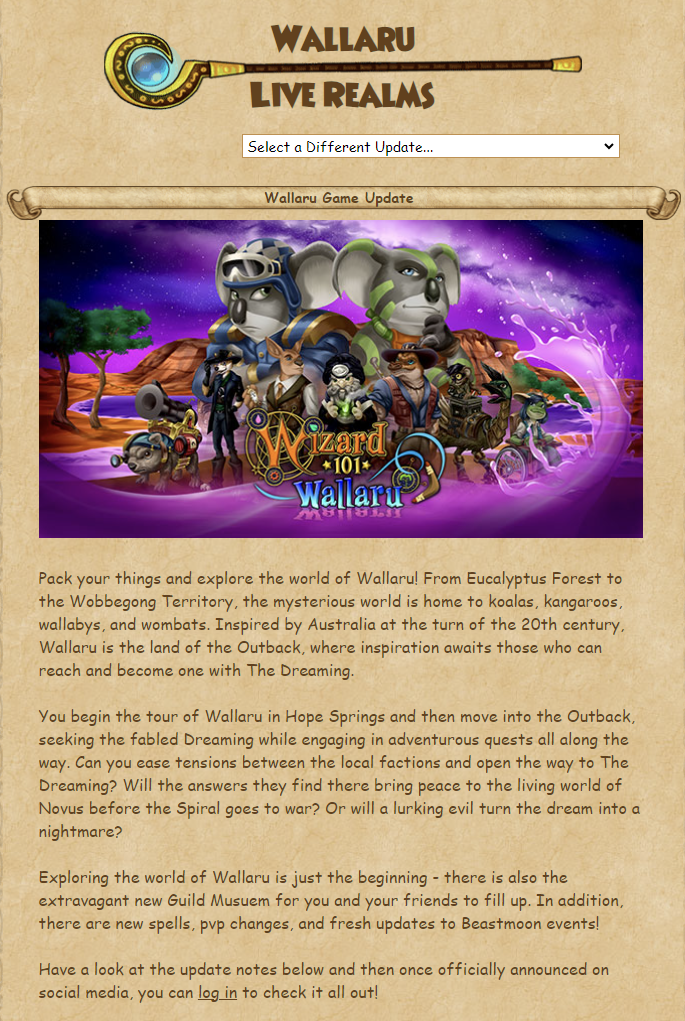 WALLARU
LIVE REALMS
Select a Different Update...
Wallaru Game Update
Wizard
101
Wallaru
Pack your things and explore the world of Wallaru! From Eucalyptus Forest to
the Wobbegong Territory, the mysterious world is home to koalas, kangaroos,
wallabys, and wombats. Inspired by Australia at the turn of the 20th century,
Wallaru is the land of the Outback, where inspiration awaits those who can
reach and become one with The Dreaming.
You begin the tour of Wallaru in Hope Springs and then move into the Outback,
seeking the fabled Dreaming while engaging in adventurous quests all along the
way. Can you ease tensions between the local factions and open the way to The
Dreaming? Will the answers they find there bring peace to the living world of
Novus before the Spiral goes to war? Or will a lurking evil turn the dream into a
nightmare?
Exploring the world of Wallaru is just the beginning - there is also the
extravagant new Guild Musuem for you and your friends to fill up. In addition,
there are new spells, pvp changes, and fresh updates to Beastmoon events!
Have a look at the update notes below and then once officially announced on
social media, you can log in to check it all out!